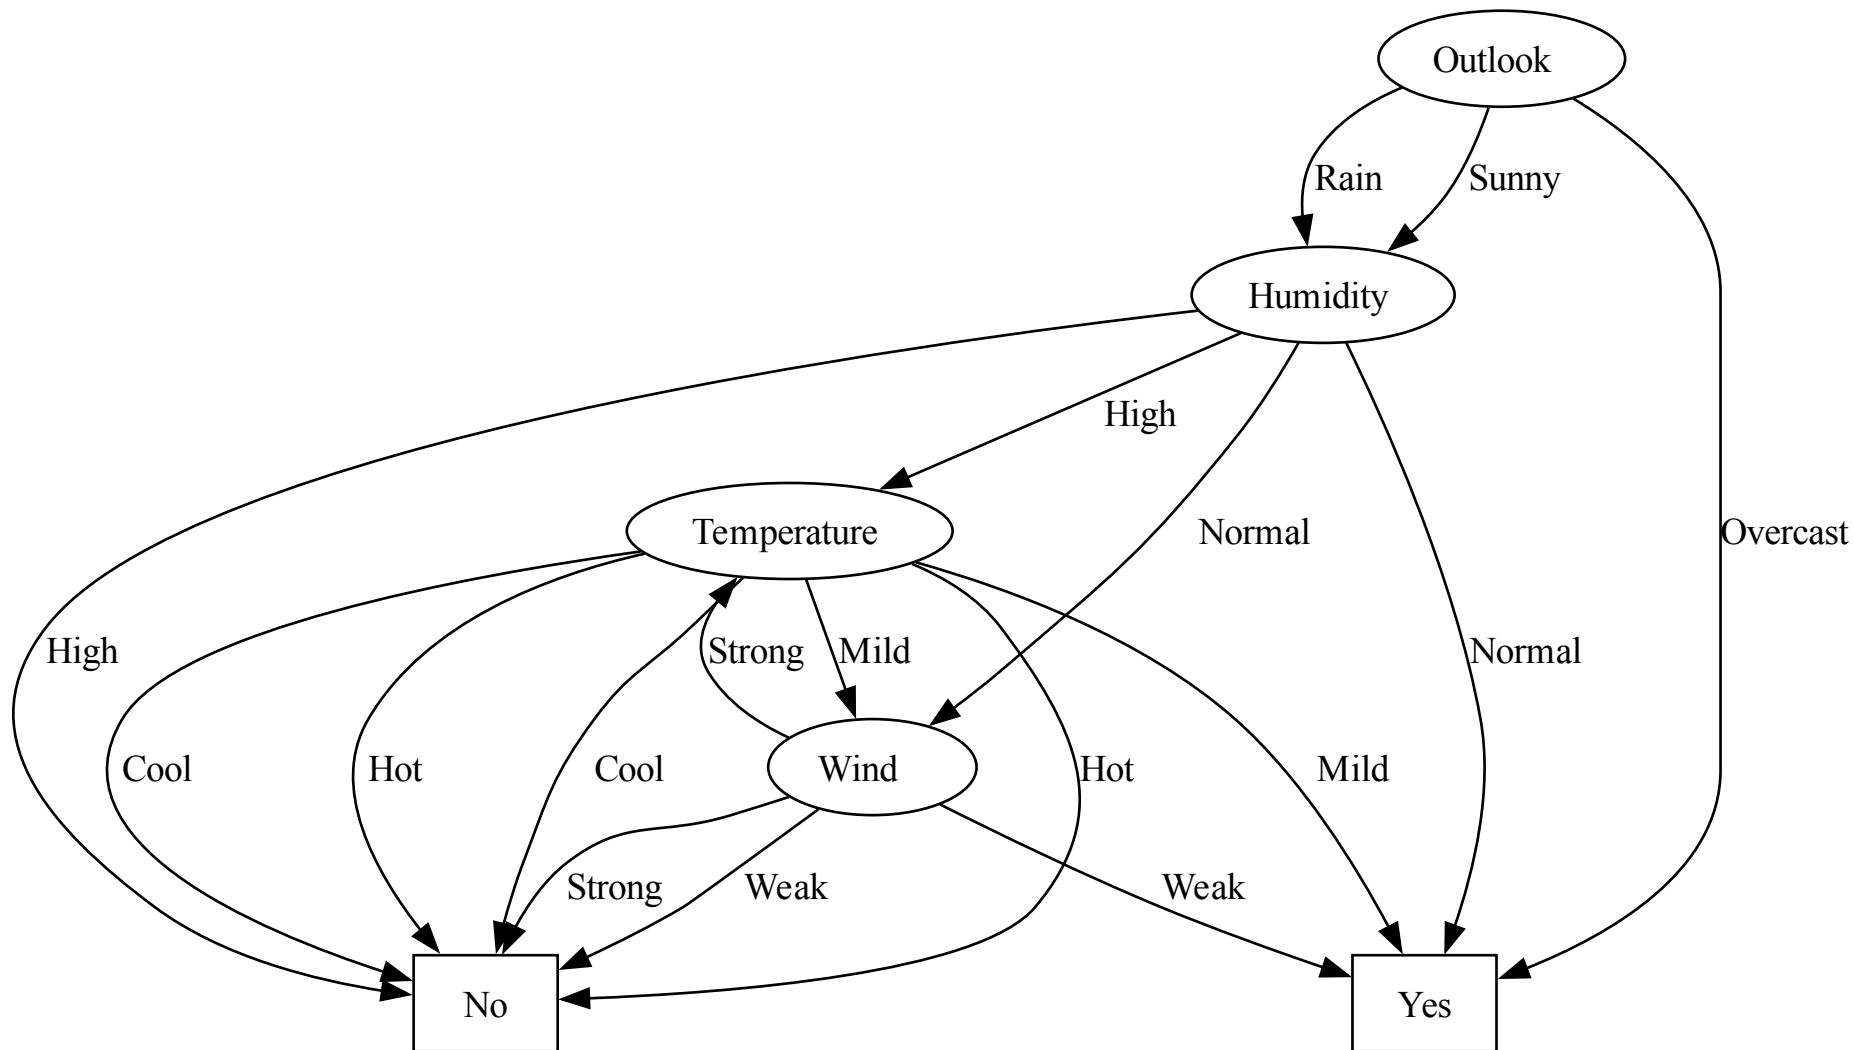 Outlook
Rain
Sunny
Humidity
High
Temperature
Normal
Overcast
High
Strong
Mild
Normal
Cool
Hot
Cool
Wind
Hot
Mild
Strong
Weak
Weak
No
Yes